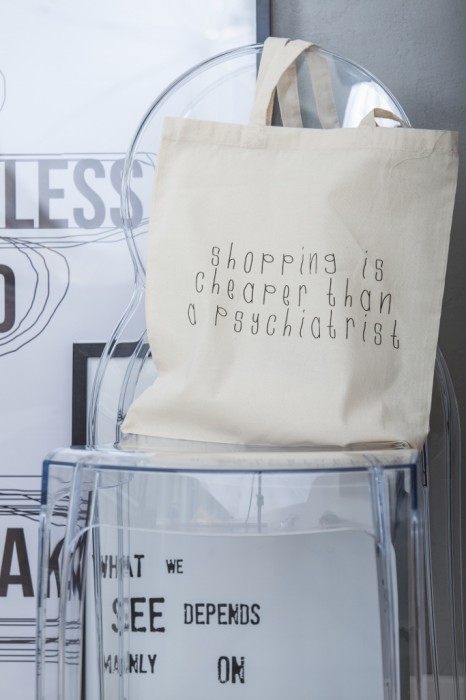 LESS
shopping is
cheaper than
a psychiatrist
WHAT WE
SEE DEPENDS
MAINLY ON